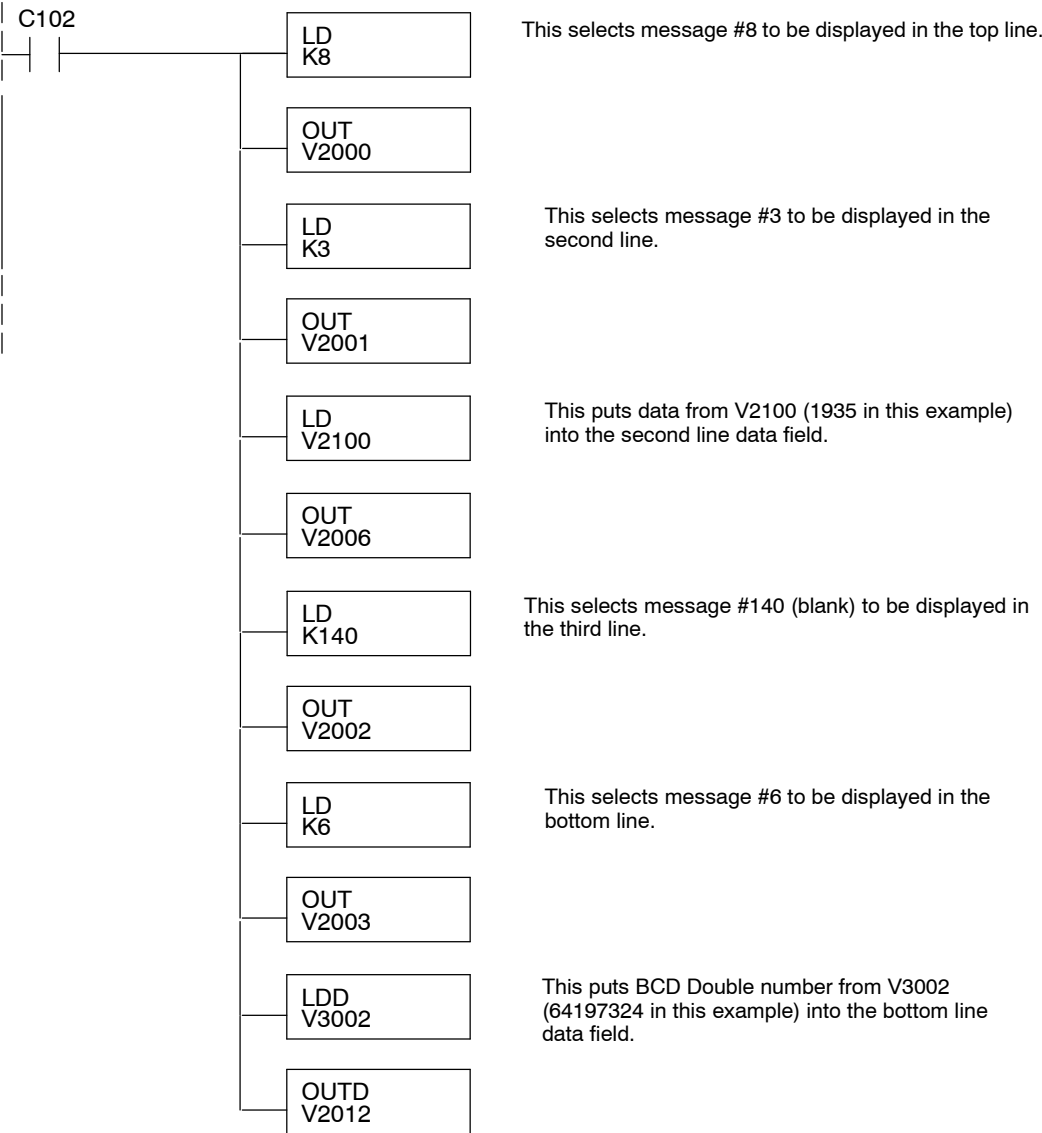 C102
LD
K8
This selects message #8 to be displayed in the top line.
OUT
V2000
LD
K3
This selects message #3 to be displayed in the
second line.
OUT
V2001
LD
V2100
This puts data from V2100 (1935 in this example)
into the second line data field.
OUT
V2006
LD
K140
This selects message #140 (blank) to be displayed in
the third line.
OUT
V2002
LD
K6
This selects message #6 to be displayed in the
bottom line.
OUT
V2003
LDD
V3002
This puts BCD Double number from V3002
(64197324 in this example) into the bottom line
data field.
OUTD
V2012